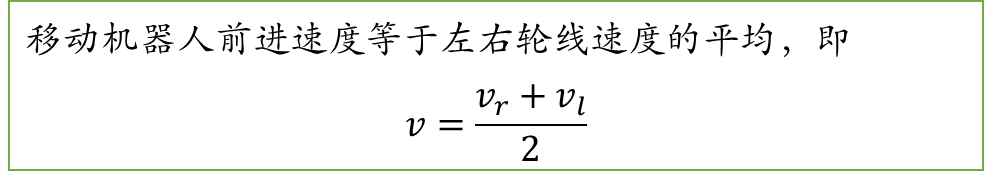 移动机器人前进速度等于左右轮线速度的平均，即
v = \frac{v_r + v_l}{2}